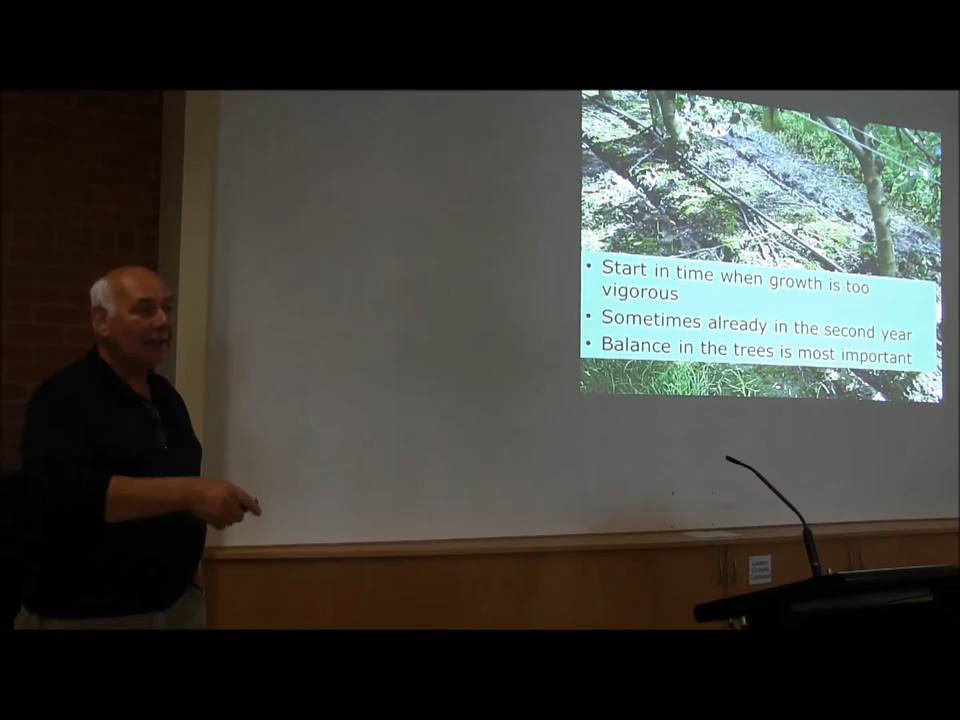 • Start in time when growth is too
vigorous
• Sometimes already in the second year
• Balance in the trees is most important